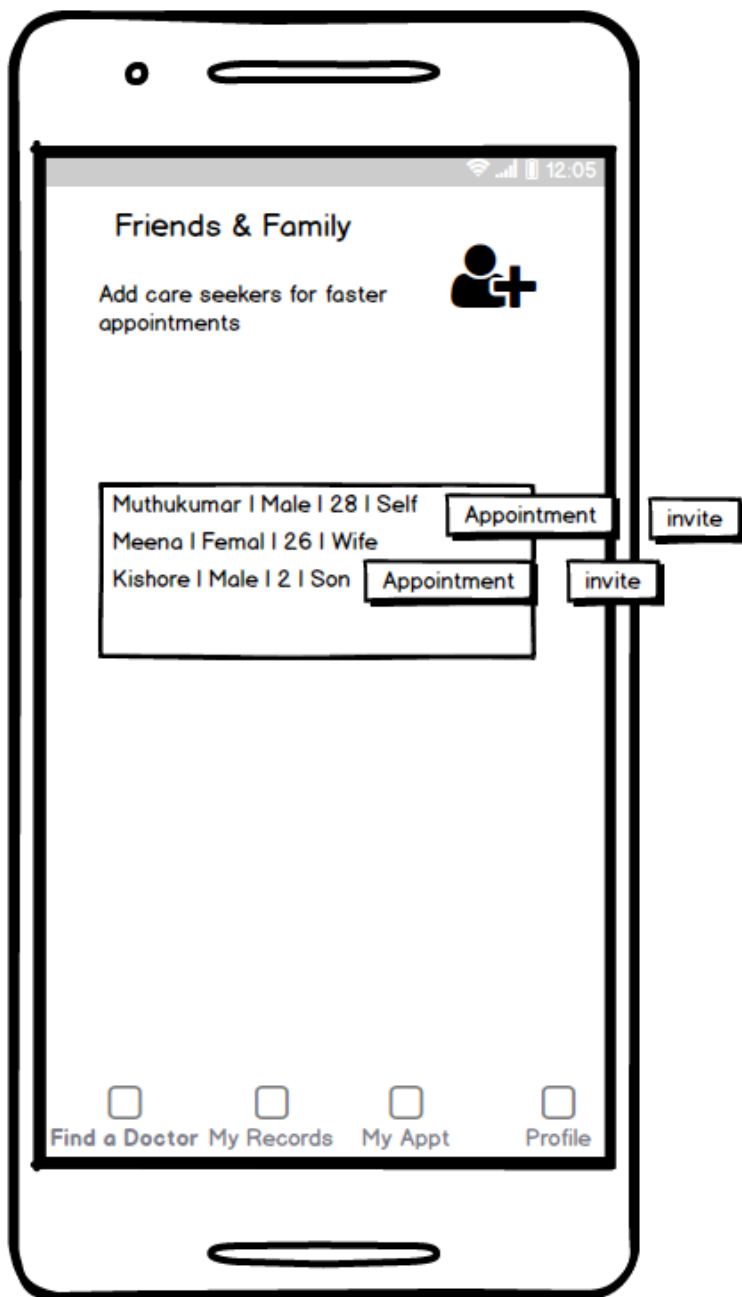 12:05
Friends & Family
Add care seekers for faster
appointments
Muthukumar | Male | 28 | Self
Appointment
invite
Meena | Femal | 26 | Wife
Kishore | Male | 2 | Son
Appointment
invite
Find a Doctor
My Records
My Appt
Profile